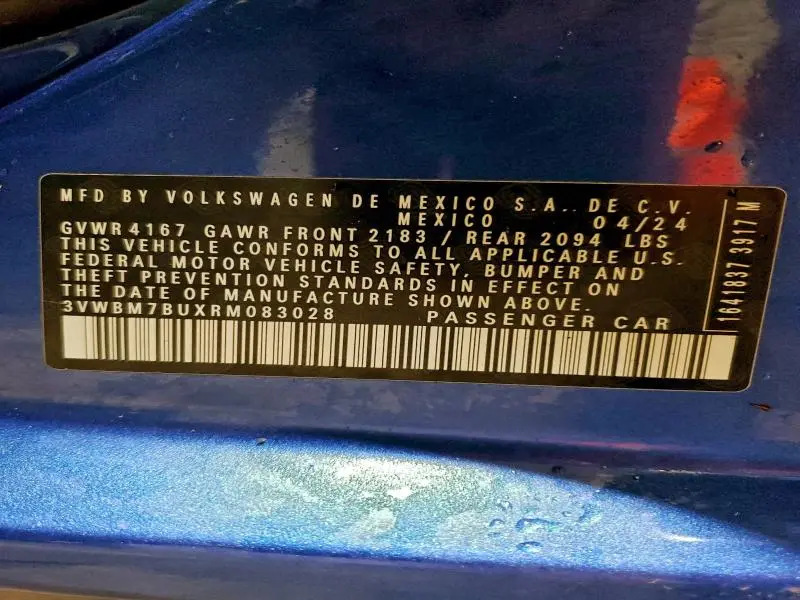 MFD BY VOLKSWAGEN DE MEXICO S.A. DE C.V.
MEXICO 04/24
GVWR 4167 GAWR FRONT 2183 / REAR 2094 LBS
THIS VEHICLE CONFORMS TO ALL APPLICABLE U.S.
FEDERAL MOTOR VEHICLE SAFETY, BUMPER AND
THEFT PREVENTION STANDARDS IN EFFECT ON
THE DATE OF MANUFACTURE SHOWN ABOVE.
3VWBM7BUXRM083028 PASSENGER CAR
1641837 3917 M